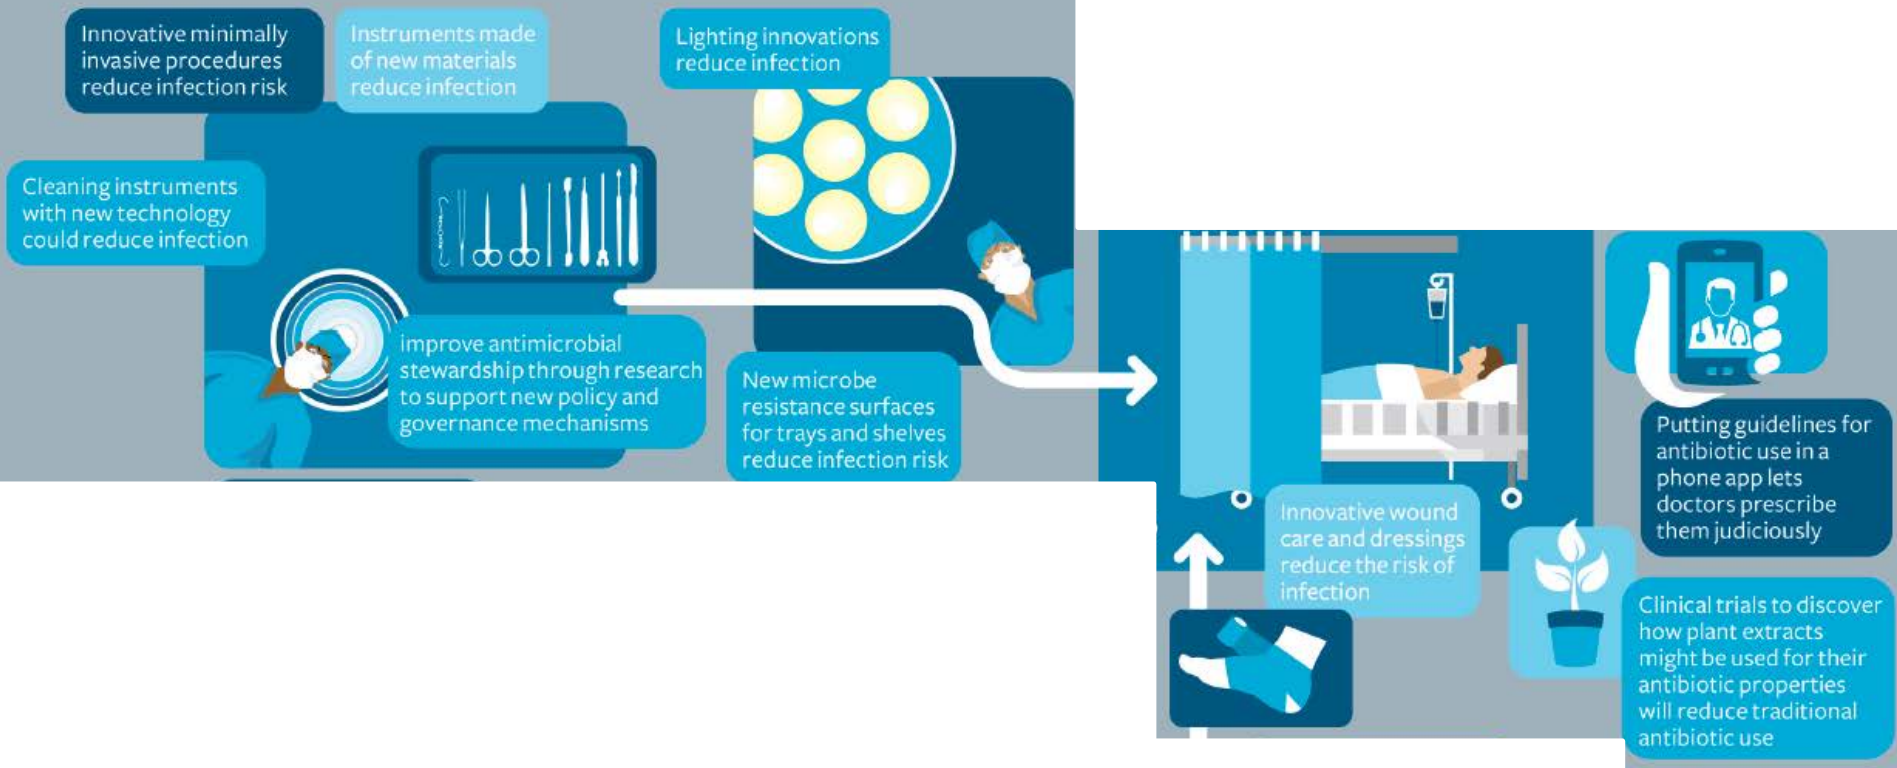 Innovative minimally
invasive procedures
reduce infection risk
Instruments made
of new materials
reduce infection
Lighting innovations
reduce infection
Cleaning instruments
with new technology
could reduce infection
improve antimicrobial
stewardship through research
to support new policy and
governance mechanisms
New microbe
resistance surfaces
for trays and shelves
reduce infection risk
Putting guidelines for
antibiotic use in a
phone app lets
doctors prescribe
them judiciously
Innovative wound
care and dressings
reduce the risk of
infection
Clinical trials to discover
how plant extracts
might be used for their
antibiotic properties
will reduce traditional
antibiotic use